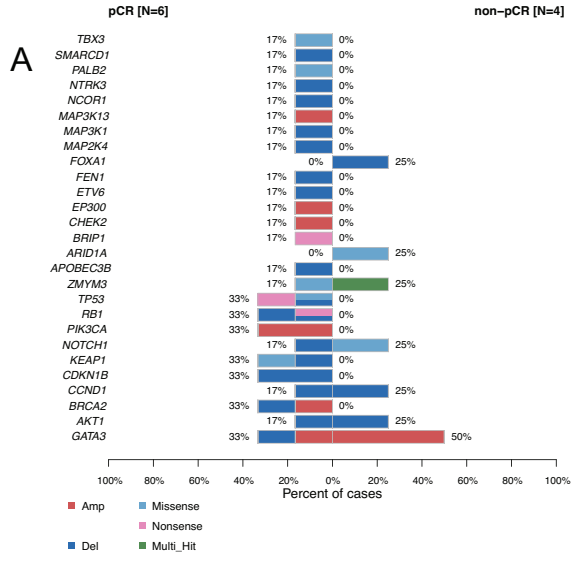 pCR [N=6] non−pCR [N=4]
A
TBX3 17% 0%
SMARCD1 17% 0%
PALB2 17% 0%
NTRK3 17% 0%
NCOR1 17% 0%
MAP3K13 17% 0%
MAP3K1 17% 0%
MAP2K4 17% 0%
FOXA1 0% 25%
FEN1 17% 0%
ETV6 17% 0%
EP300 17% 0%
CHEK2 17% 0%
BRIP1 17% 0%
ARID1A 0% 25%
APOBEC3B 17% 0%
ZMYM3 17% 25%
TP53 33% 0%
RB1 33% 0%
PIK3CA 33% 0%
NOTCH1 17% 25%
KEAP1 33% 0%
CDKN1B 33% 0%
CCND1 17% 25%
BRCA2 33% 0%
AKT1 17% 25%
GATA3 33% 50%
100% 80% 60% 40% 20% 0% 20% 40% 60% 80% 100%
Percent of cases
Amp Missense
Nonsense
Del Multi_Hit